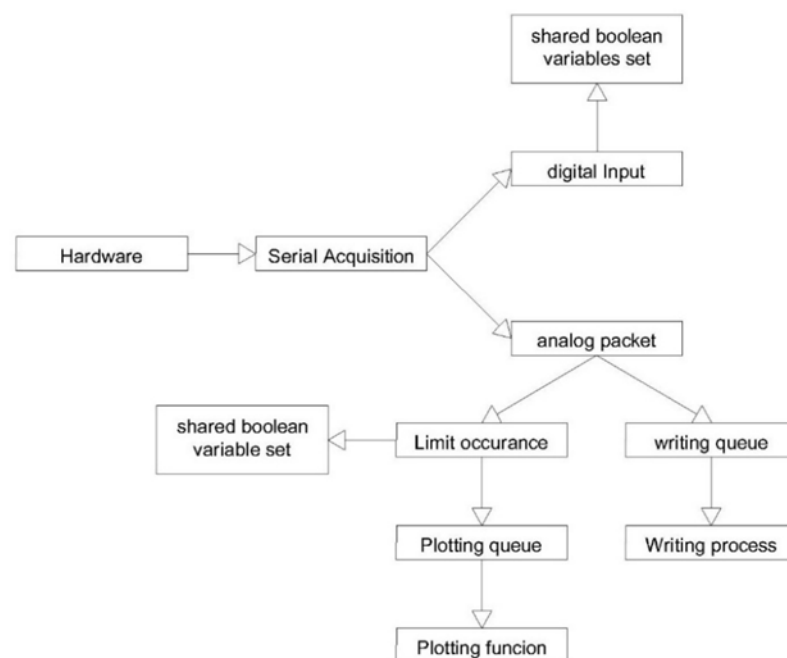 shared boolean
variables set
digital Input
Hardware
Serial Acquisition
analog packet
shared boolean
variable set
Limit occurance
writing queue
Plotting queue
Writing process
Plotting funcion